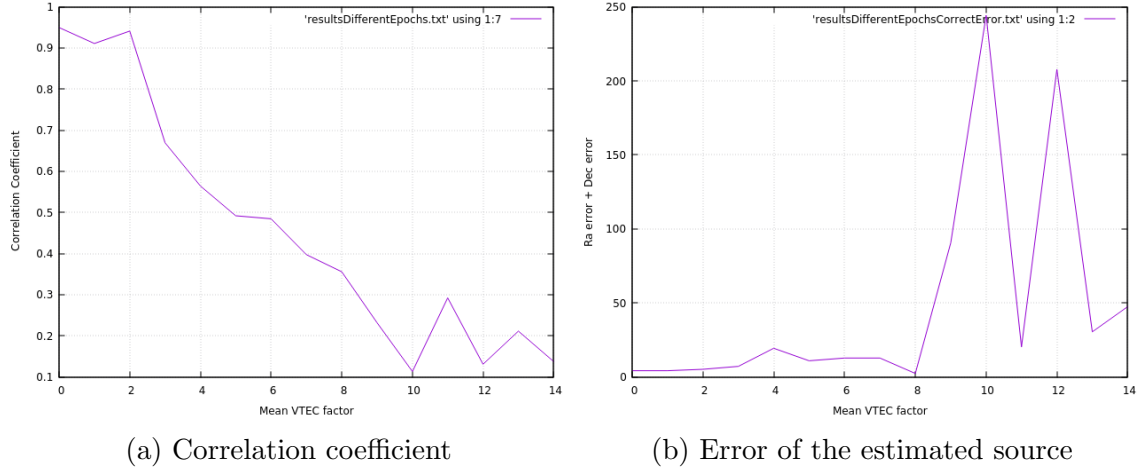 'resultsDifferentEpochs.txt' using 1:7
1
0.9
0.8
0.7
0.6
0.5
0.4
0.3
0.2
0.1
Correlation Coefficient
0 2 4 6 8 10 12 14
Mean VTEC factor
(a) Correlation coefficient
'resultsDifferentEpochsCorrectError.txt' using 1:2
250
200
150
100
50
0
Ra error + Dec error
0 2 4 6 8 10 12 14
Mean VTEC factor
(b) Error of the estimated source